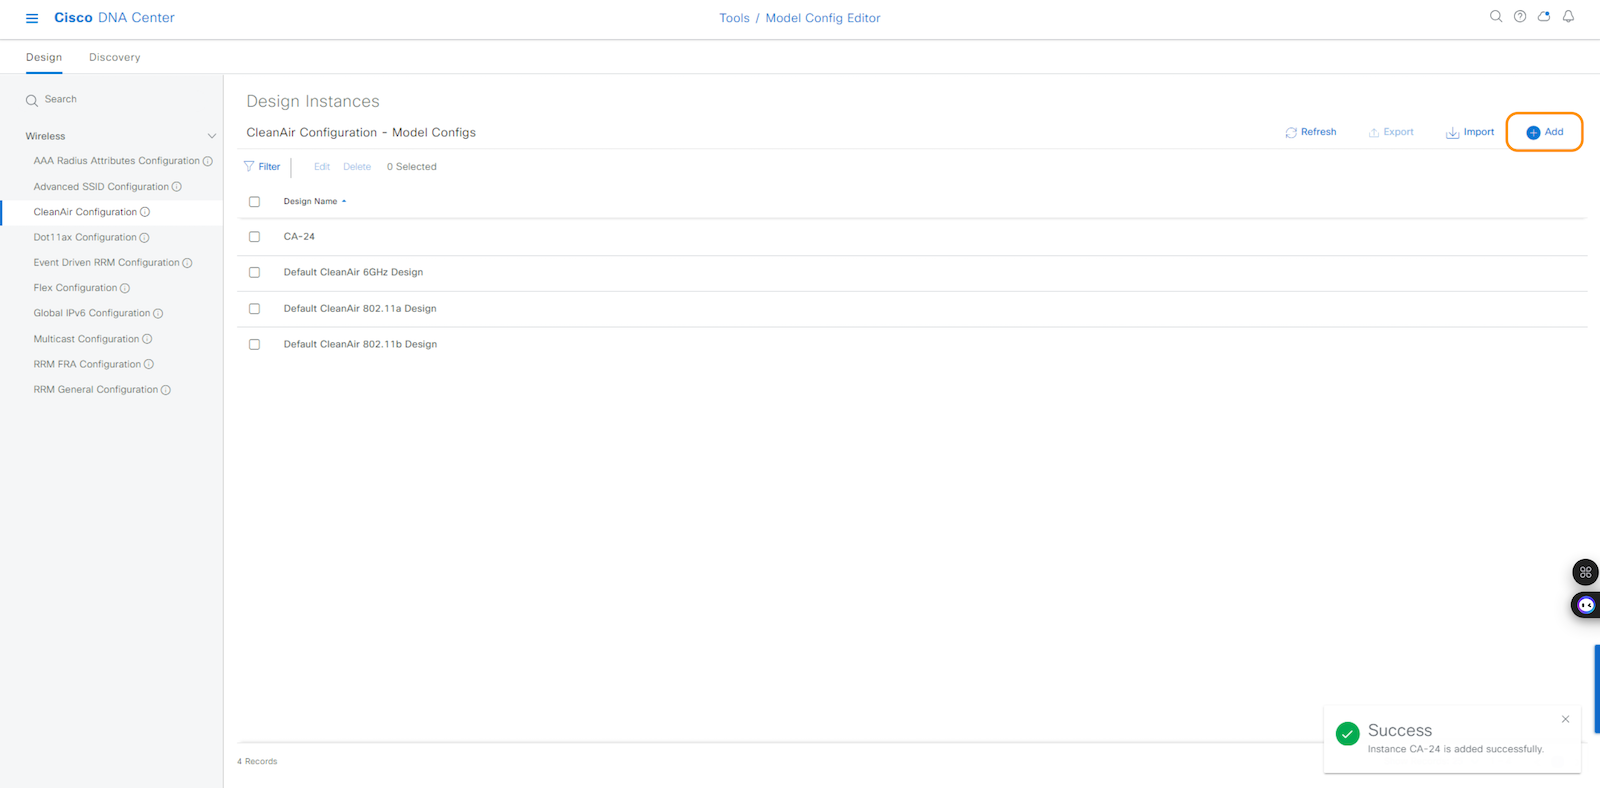 Cisco DNA Center
Tools / Model Config Editor
Design Discovery
Search
Wireless
AAA Radius Attributes Configuration
Advanced SSID Configuration
CleanAir Configuration
Dot11ax Configuration
Event Driven RRM Configuration
Flex Configuration
Global IPv6 Configuration
Multicast Configuration
RRM FRA Configuration
RRM General Configuration
Design Instances
CleanAir Configuration - Model Configs
Refresh Export Import Add
Filter Edit Delete 0 Selected
Design Name
CA-24
Default CleanAir 6GHz Design
Default CleanAir 802.11a Design
Default CleanAir 802.11b Design
4 Records
Success
Instance CA-24 is added successfully.